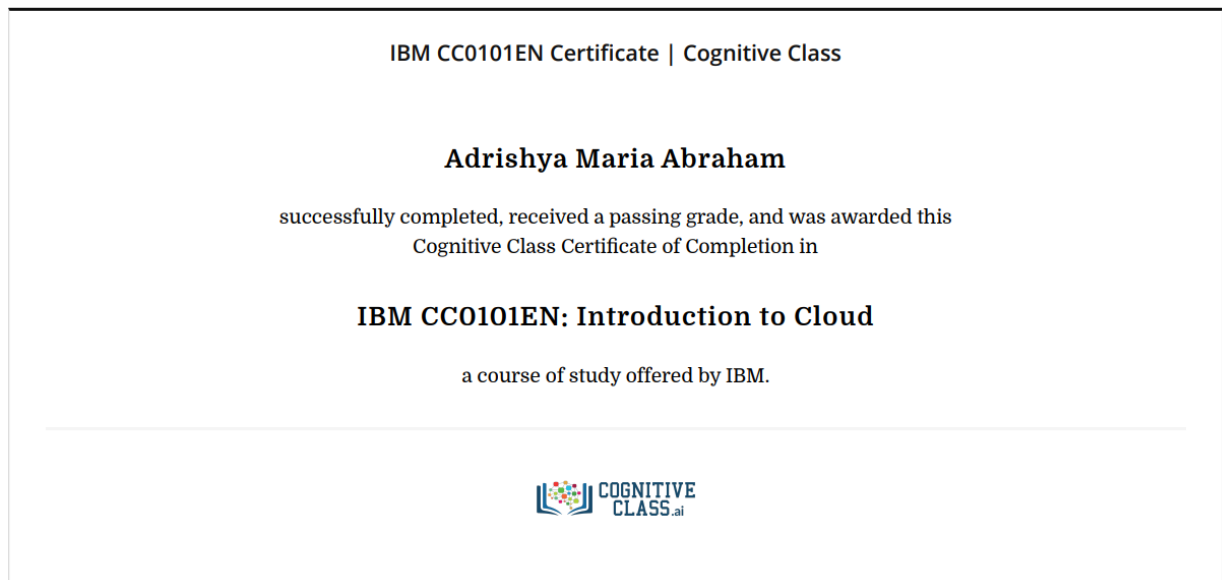 IBM CC0101EN Certificate | Cognitive Class
Adrishya Maria Abraham
successfully completed, received a passing grade, and was awarded this
Cognitive Class Certificate of Completion in
IBM CC0101EN: Introduction to Cloud
a course of study offered by IBM.
COGNITIVE
CLASS.ai